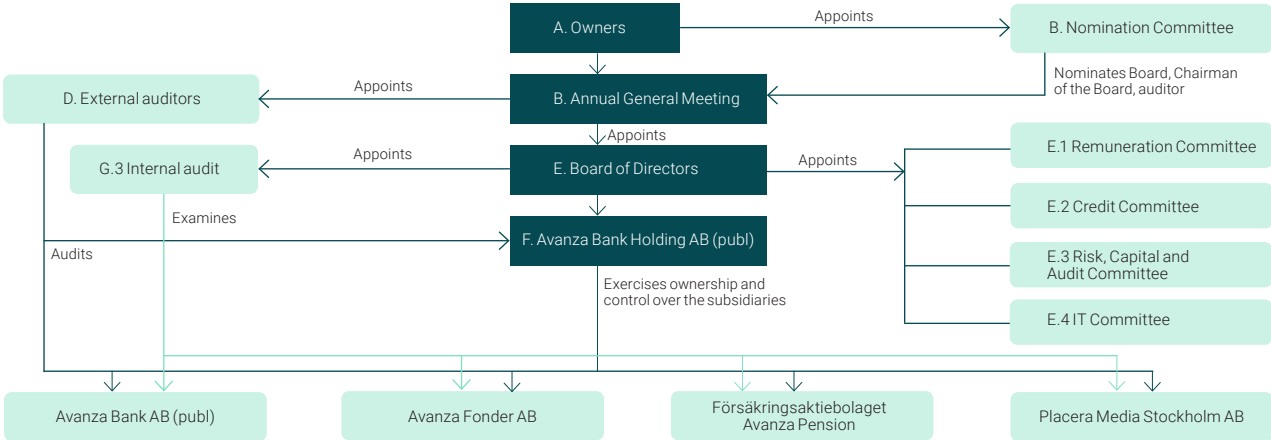 A. Owners
Appoints
B. Nomination Committee
Nominates Board, Chairman
of the Board, auditor
D. External auditors
Appoints
B. Annual General Meeting
Appoints
G.3 Internal audit
Appoints
E. Board of Directors
Appoints
E.1 Remuneration Committee
E.2 Credit Committee
E.3 Risk, Capital and
Audit Committee
E.4 IT Committee
Examines
Audits
F. Avanza Bank Holding AB (publ)
Exercises ownership and
control over the subsidiaries
Avanza Bank AB (publ)
Avanza Fonder AB
Försäkringsaktiebolaget
Avanza Pension
Placera Media Stockholm AB